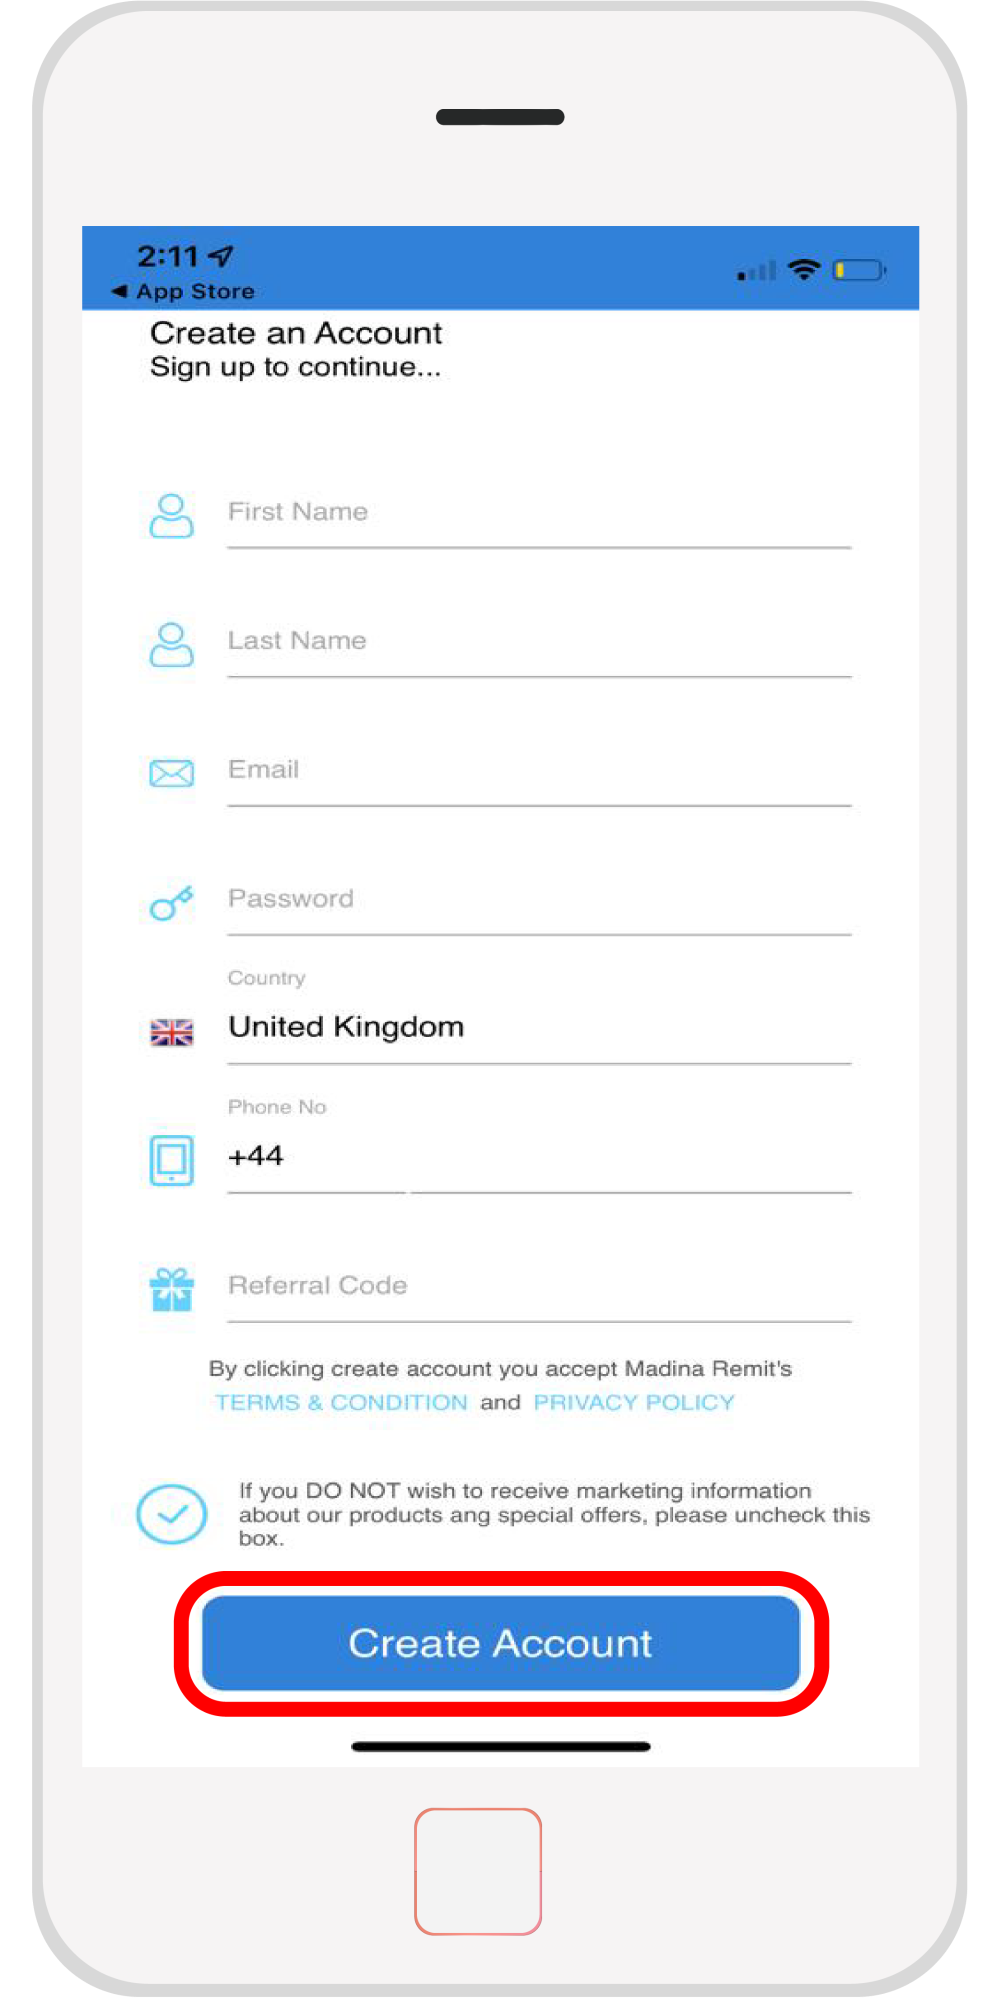 2:11
◀ App Store
Create an Account
Sign up to continue...
First Name
Last Name
Email
Password
Country
United Kingdom
Phone No
+44
Referral Code
By clicking create account you accept Madina Remit's
TERMS & CONDITION and PRIVACY POLICY
If you DO NOT wish to receive marketing information
about our products ang special offers, please uncheck this
box.
Create Account